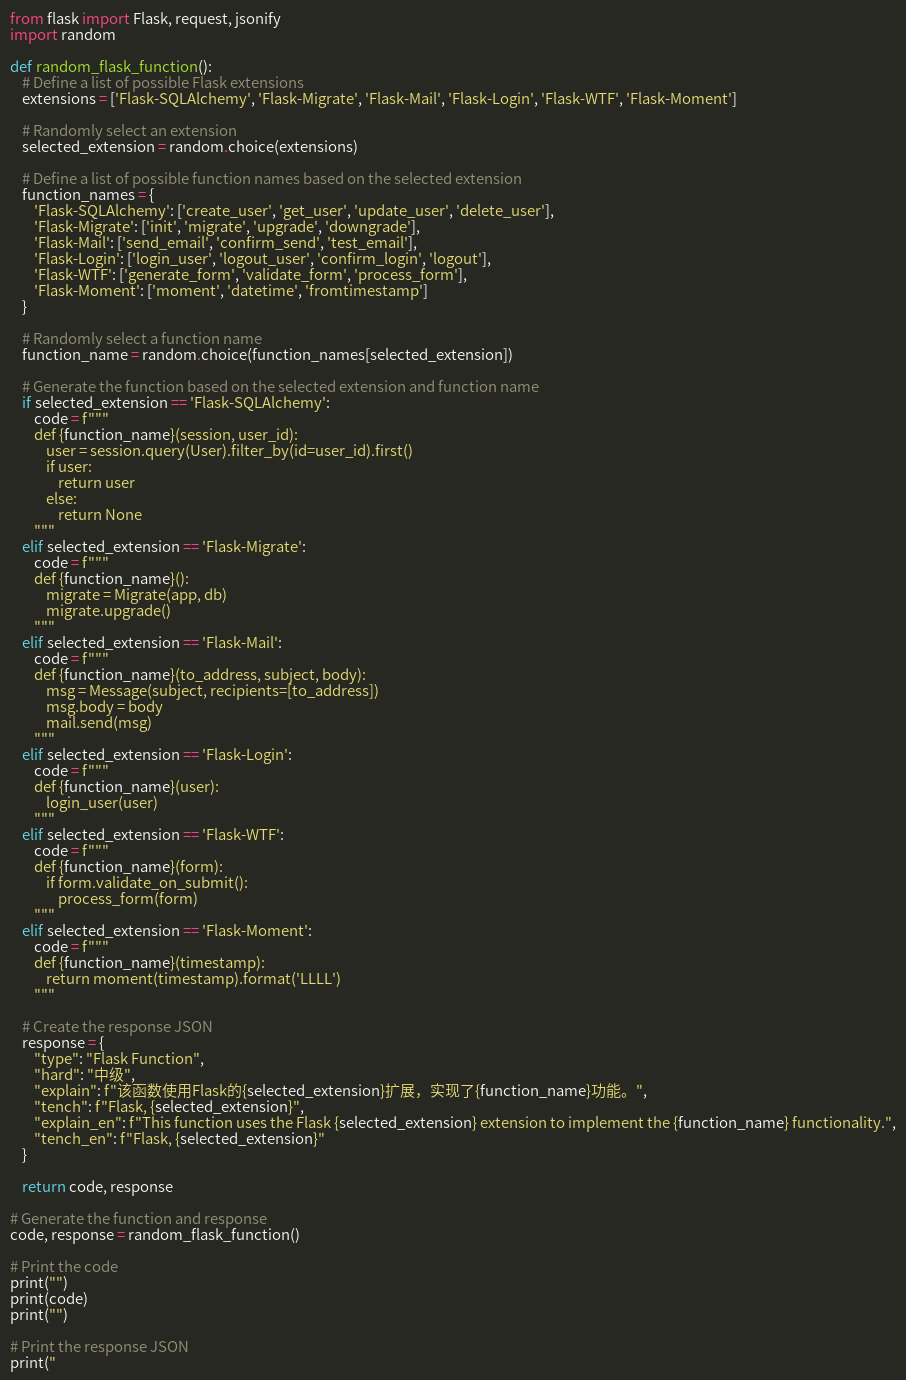 from flask import Flask, request, jsonify
import random

def random_flask_function():
    # Define a list of possible Flask extensions
    extensions = ['Flask-SQLAlchemy', 'Flask-Migrate', 'Flask-Mail', 'Flask-Login', 'Flask-WTF', 'Flask-Moment']

    # Randomly select an extension
    selected_extension = random.choice(extensions)

    # Define a list of possible function names based on the selected extension
    function_names = {
        'Flask-SQLAlchemy': ['create_user', 'get_user', 'update_user', 'delete_user'],
        'Flask-Migrate': ['init', 'migrate', 'upgrade', 'downgrade'],
        'Flask-Mail': ['send_email', 'confirm_send', 'test_email'],
        'Flask-Login': ['login_user', 'logout_user', 'confirm_login', 'logout'],
        'Flask-WTF': ['generate_form', 'validate_form', 'process_form'],
        'Flask-Moment': ['moment', 'datetime', 'fromtimestamp']
    }

    # Randomly select a function name
    function_name = random.choice(function_names[selected_extension])

    # Generate the function based on the selected extension and function name
    if selected_extension == 'Flask-SQLAlchemy':
        code = f"""
        def {function_name}(session, user_id):
            user = session.query(User).filter_by(id=user_id).first()
            if user:
                return user
            else:
                return None
        """
    elif selected_extension == 'Flask-Migrate':
        code = f"""
        def {function_name}():
            migrate = Migrate(app, db)
            migrate.upgrade()
        """
    elif selected_extension == 'Flask-Mail':
        code = f"""
        def {function_name}(to_address, subject, body):
            msg = Message(subject, recipients=[to_address])
            msg.body = body
            mail.send(msg)
        """
    elif selected_extension == 'Flask-Login':
        code = f"""
        def {function_name}(user):
            login_user(user)
        """
    elif selected_extension == 'Flask-WTF':
        code = f"""
        def {function_name}(form):
            if form.validate_on_submit():
                process_form(form)
        """
    elif selected_extension == 'Flask-Moment':
        code = f"""
        def {function_name}(timestamp):
            return moment(timestamp).format('LLLL')
        """

    # Create the response JSON
    response = {
        "type": "Flask Function",
        "hard": "中级",
        "explain": f"该函数使用Flask的{selected_extension}扩展，实现了{function_name}功能。",
        "tench": f"Flask, {selected_extension}",
        "explain_en": f"This function uses the Flask {selected_extension} extension to implement the {function_name} functionality.",
        "tench_en": f"Flask, {selected_extension}"
    }

    return code, response

# Generate the function and response
code, response = random_flask_function()

# Print the code
print("")
print(code)
print("")

# Print the response JSON
print("